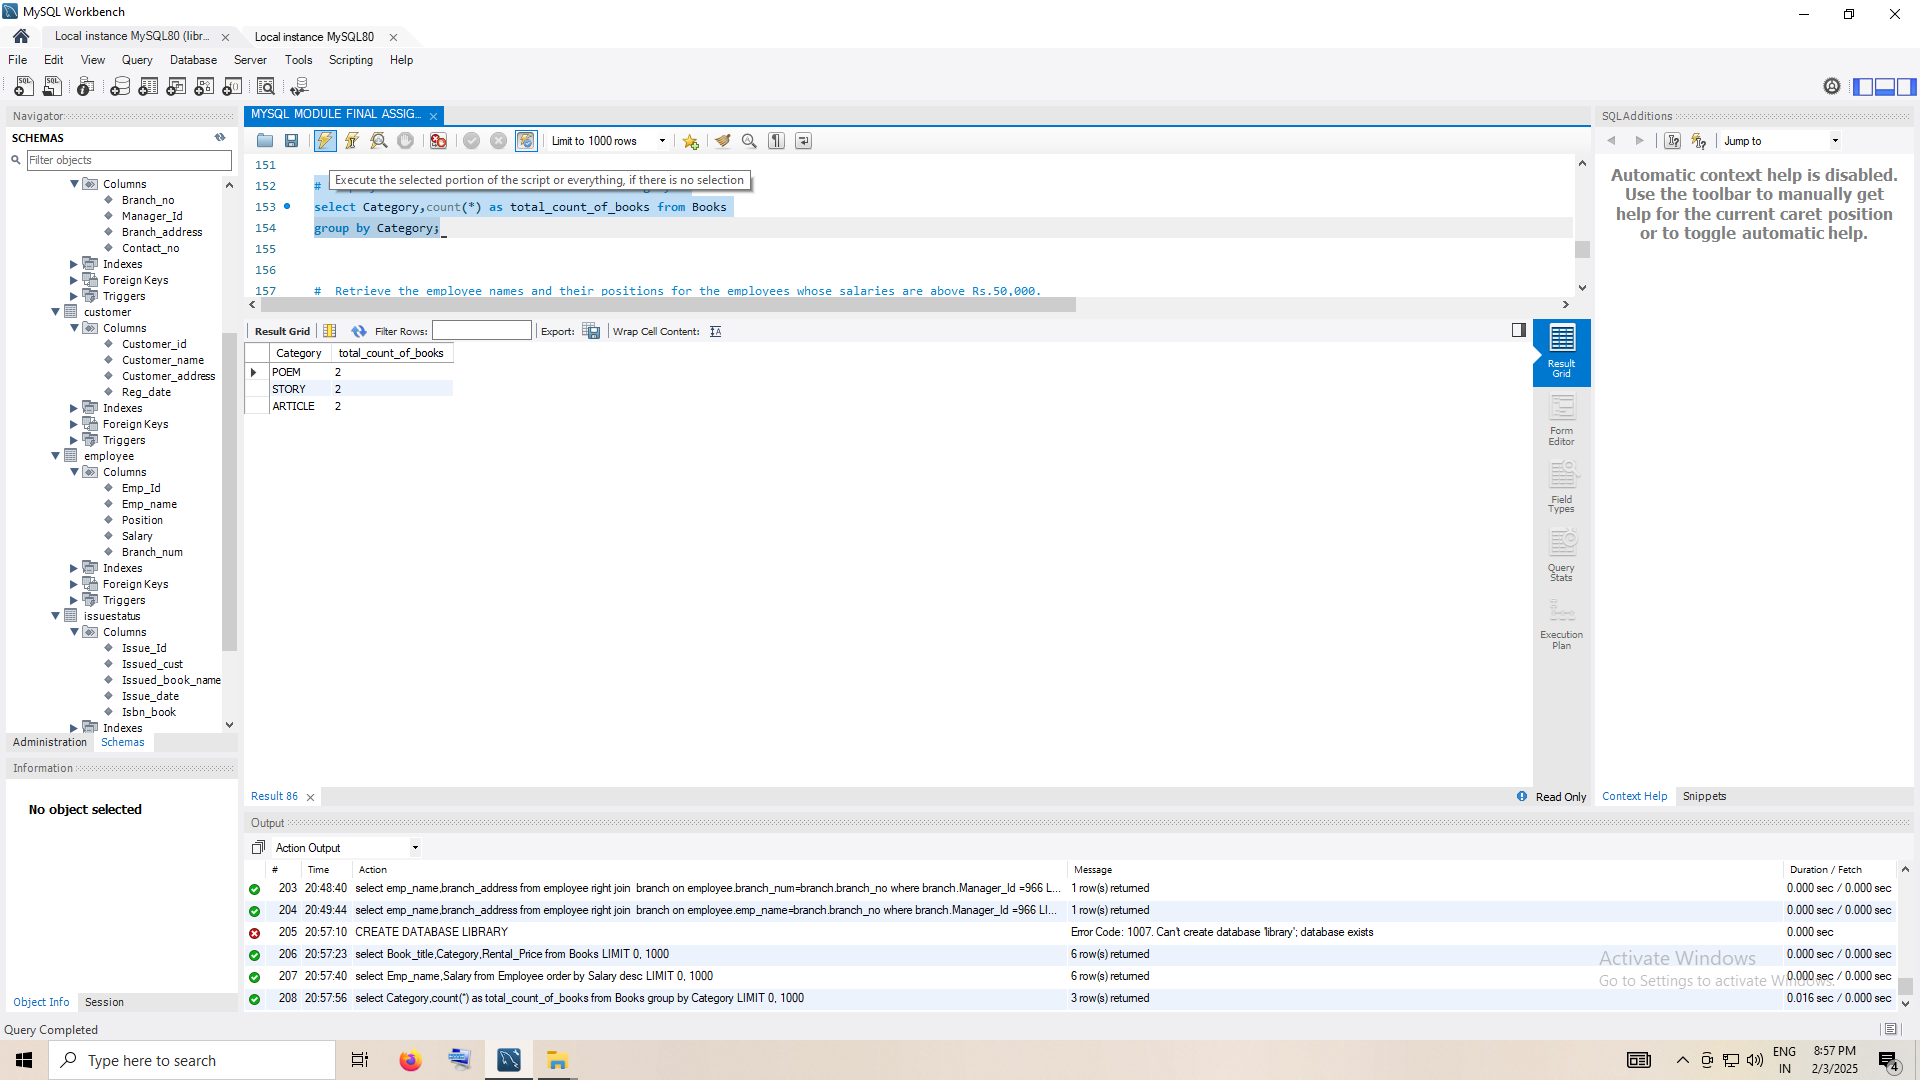 MySQL Workbench
Local instance MySQL80 (libr...
Local instance MySQL80
File Edit View Query Database Server Tools Scripting Help
Navigator
SCHEMAS
Filter objects
Columns
Branch_no
Manager_Id
Branch_address
Contact_no
Indexes
Foreign Keys
Triggers
customer
Columns
Customer_id
Customer_name
Customer_address
Reg_date
Indexes
Foreign Keys
Triggers
employee
Columns
Emp_Id
Emp_name
Position
Salary
Branch_num
Indexes
Foreign Keys
Triggers
issuestatus
Columns
Issue_Id
Issued_cust
Issued_book_name
Issue_date
Isbn_book
Indexes
Administration Schemas
Information
No object selected
Object Info Session
Query Completed
MYSQL MODULE FINAL ASSIG...
Limit to 1000 rows
151
152 #
Execute the selected portion of the script or everything, if there is no selection
153 select Category,count(*) as total_count_of_books from Books
154 group by Category;
155
156
157 # Retrieve the employee names and their positions for the employees whose salaries are above Rs.50,000.
Result Grid Filter Rows: Export: Wrap Cell Content:
Category total_count_of_books
POEM 2
STORY 2
ARTICLE 2
Result Grid
Form Editor
Field Types
Query Stats
Execution Plan
Result 86
Read Only
SQLAdditions
Jump to
Automatic context help is disabled.
Use the toolbar to manually get
help for the current caret position
or to toggle automatic help.
Context Help Snippets
Output
Action Output
# Time Action Message Duration / Fetch
203 20:48:40 select emp_name,branch_address from employee right join branch on employee.branch_num=branch.branch_no where branch.Manager_Id =966 L... 1 row(s) returned 0.000 sec / 0.000 sec
204 20:49:44 select emp_name,branch_address from employee right join branch on employee.emp_name=branch.branch_no where branch.Manager_Id =966 LI... 1 row(s) returned 0.000 sec / 0.000 sec
205 20:57:10 CREATE DATABASE LIBRARY Error Code: 1007. Can't create database 'library'; database exists 0.000 sec
206 20:57:23 select Book_title,Category,Rental_Price from Books LIMIT 0, 1000 6 row(s) returned 0.000 sec / 0.000 sec
207 20:57:40 select Emp_name,Salary from Employee order by Salary desc LIMIT 0, 1000 6 row(s) returned 0.000 sec / 0.000 sec
208 20:57:56 select Category,count(*) as total_count_of_books from Books group by Category LIMIT 0, 1000 3 row(s) returned 0.016 sec / 0.000 sec
Activate Windows
Go to Settings to activate Windows.
Type here to search
ENG
IN
8:57 PM
2/3/2025
4